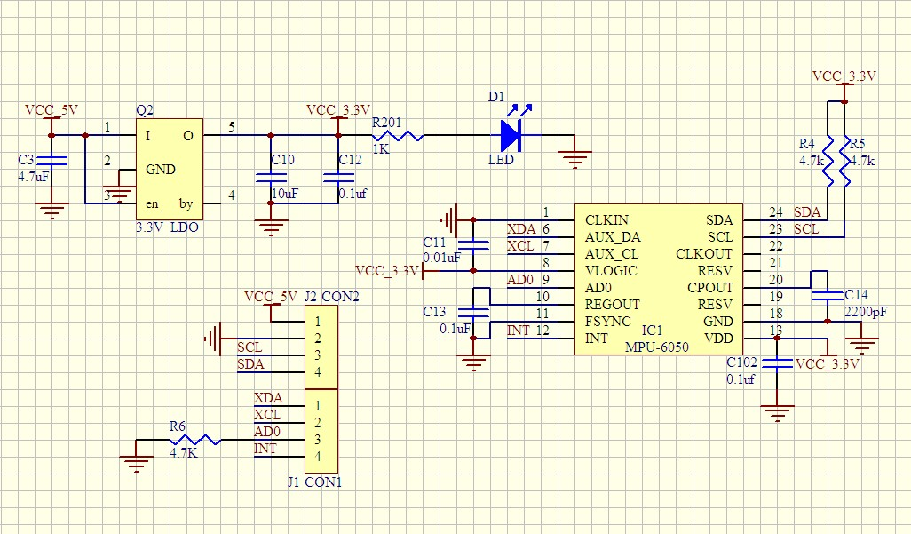 VCC_3.3V
D1
VCC_5V
Q2
VCC_3.3V
R201
1K
LED
1
I
O
5
C3
4.7uF
2
GND
C10
10uF
C12
0.1uf
3
en
by
4
3.3V LDO
R4
4.7k
R5
4.7k
1
CLKIN
SDA
24
SDA
XDA
6
AUX_DA
SCL
23
SCL
XCL
7
AUX_CL
CLKOUT
22
C11
0.01uF
VCC_3.3V
8
VLOGIC
RESV
21
AD0
9
AD0
CPOUT
20
C14
2200pF
10
REGOUT
RESV
19
C13
0.1uF
11
FSYNC
GND
18
INT
12
INT
VDD
13
IC1
MPU-6050
C102
0.1uf
VCC_3.3V
VCC_5V
J2 CON2
1
2
SCL
3
SDA
4
XDA
1
XCL
2
AD0
3
INT
4
R6
4.7K
J1 CON1